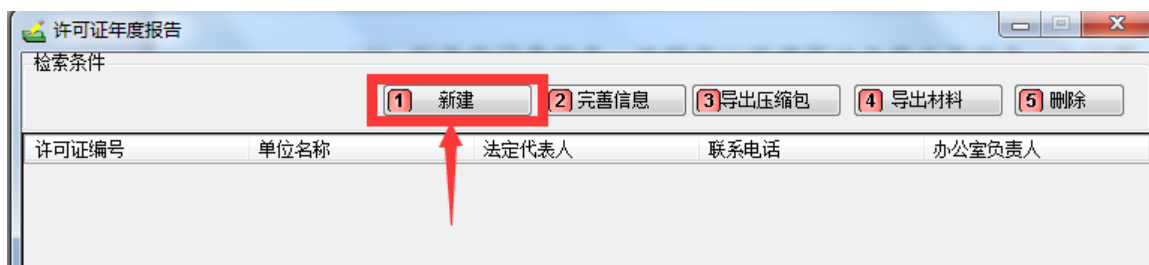 许可证年度报告
检索条件
1 新建 2 完善信息 3 导出压缩包 4 导出材料 5 删除
许可证编号 单位名称 法定代表人 联系电话 办公室负责人